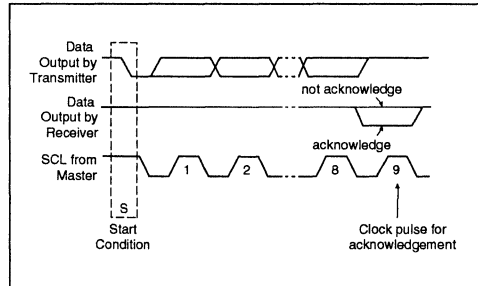 Data
Output by
Transmitter
not acknowledge
Data
Output by
Receiver
acknowledge
SCL from
Master
1 2 8 9
S
Start
Condition
Clock pulse for
acknowledgement